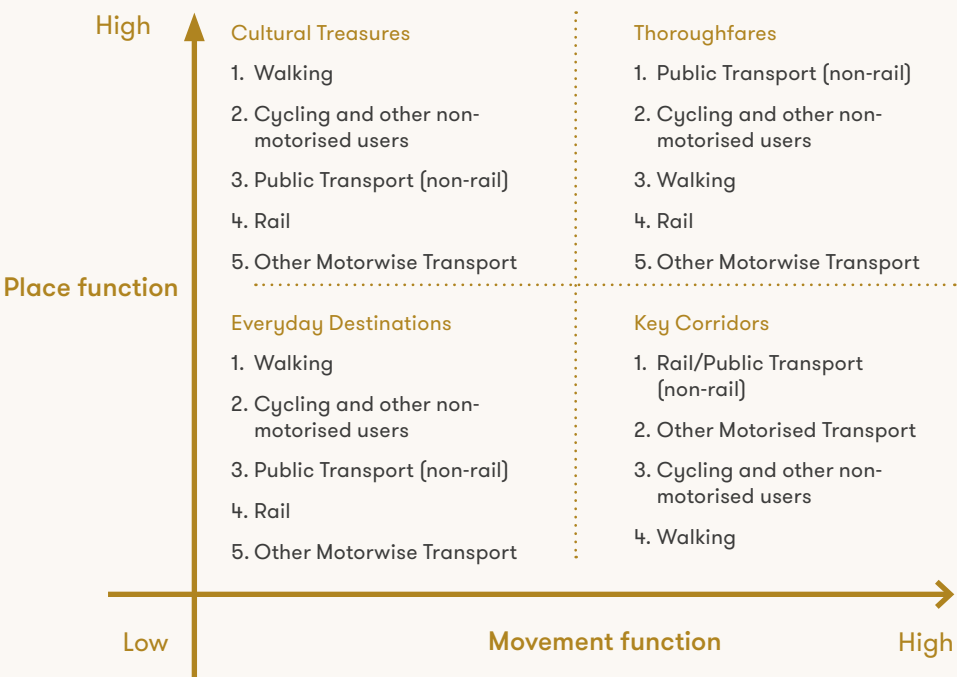 High
Cultural Treasures
1. Walking
2. Cycling and other non-
motorised users
3. Public Transport (non-rail)
4. Rail
5. Other Motorwise Transport
Thoroughfares
1. Public Transport (non-rail)
2. Cycling and other non-
motorised users
3. Walking
4. Rail
5. Other Motorwise Transport
Place function
Everyday Destinations
1. Walking
2. Cycling and other non-
motorised users
3. Public Transport (non-rail)
4. Rail
5. Other Motorwise Transport
Key Corridors
1. Rail/Public Transport
(non-rail)
2. Other Motorised Transport
3. Cycling and other non-
motorised users
4. Walking
Low
Movement function
High